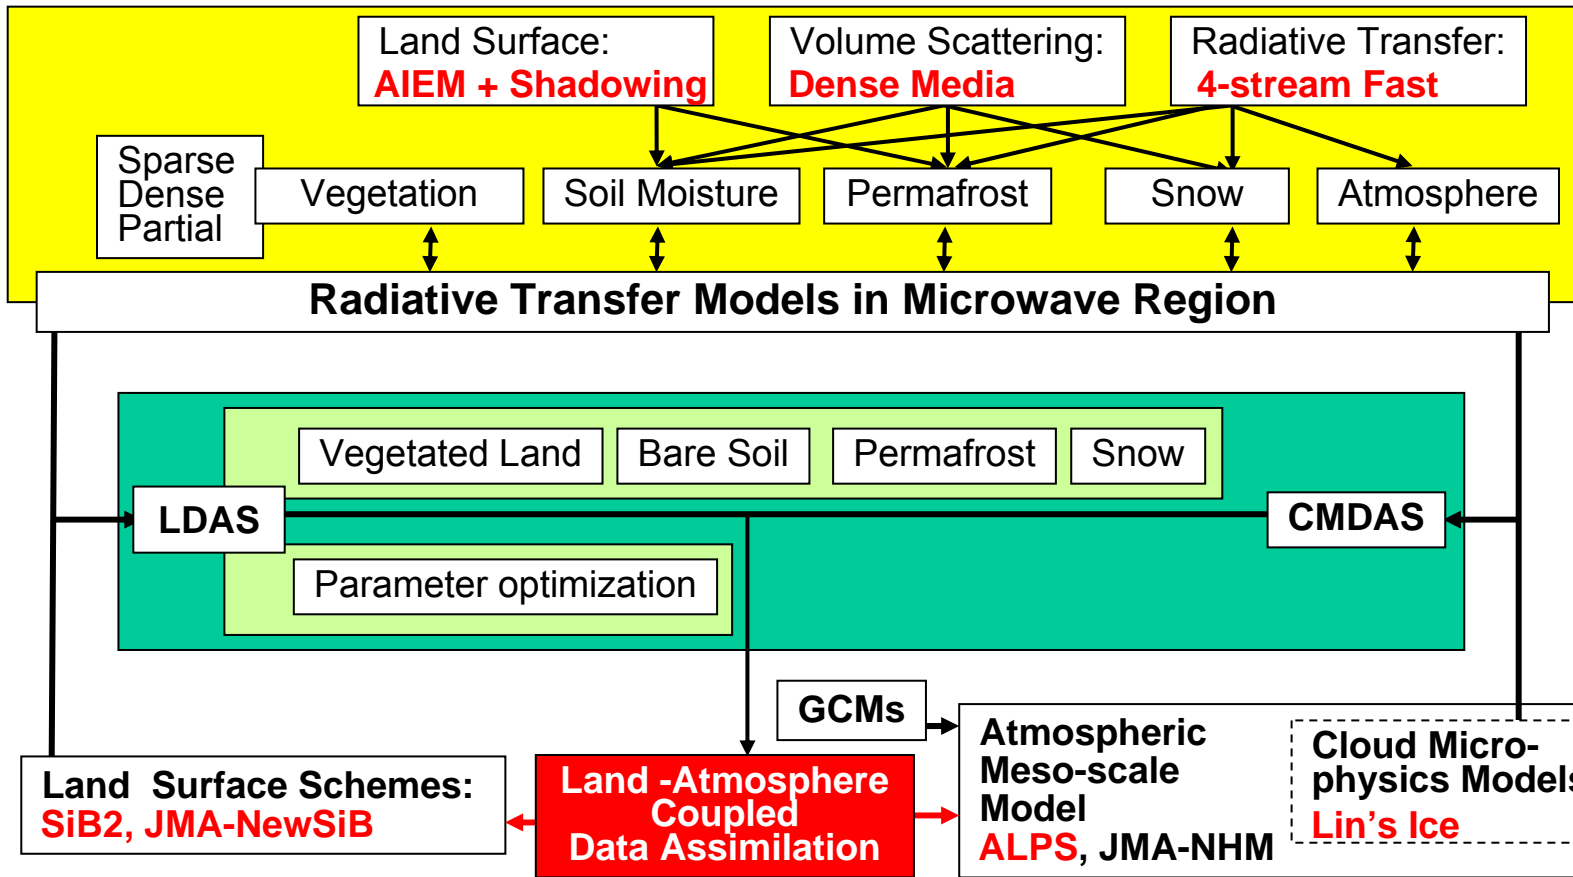 Land Surface:
AIEM + Shadowing
Volume Scattering:
Dense Media
Radiative Transfer:
4-stream Fast
Sparse
Dense
Partial
Vegetation
Soil Moisture
Permafrost
Snow
Atmosphere
Radiative Transfer Models in Microwave Region
Vegetated Land
Bare Soil
Permafrost
Snow
LDAS
CMDAS
Parameter optimization
GCMs
Land Surface Schemes:
SiB2, JMA-NewSiB
Land -Atmosphere
Coupled
Data Assimilation
Atmospheric
Meso-scale
Model
ALPS, JMA-NHM
Cloud Micro-
physics Models
Lin's Ice